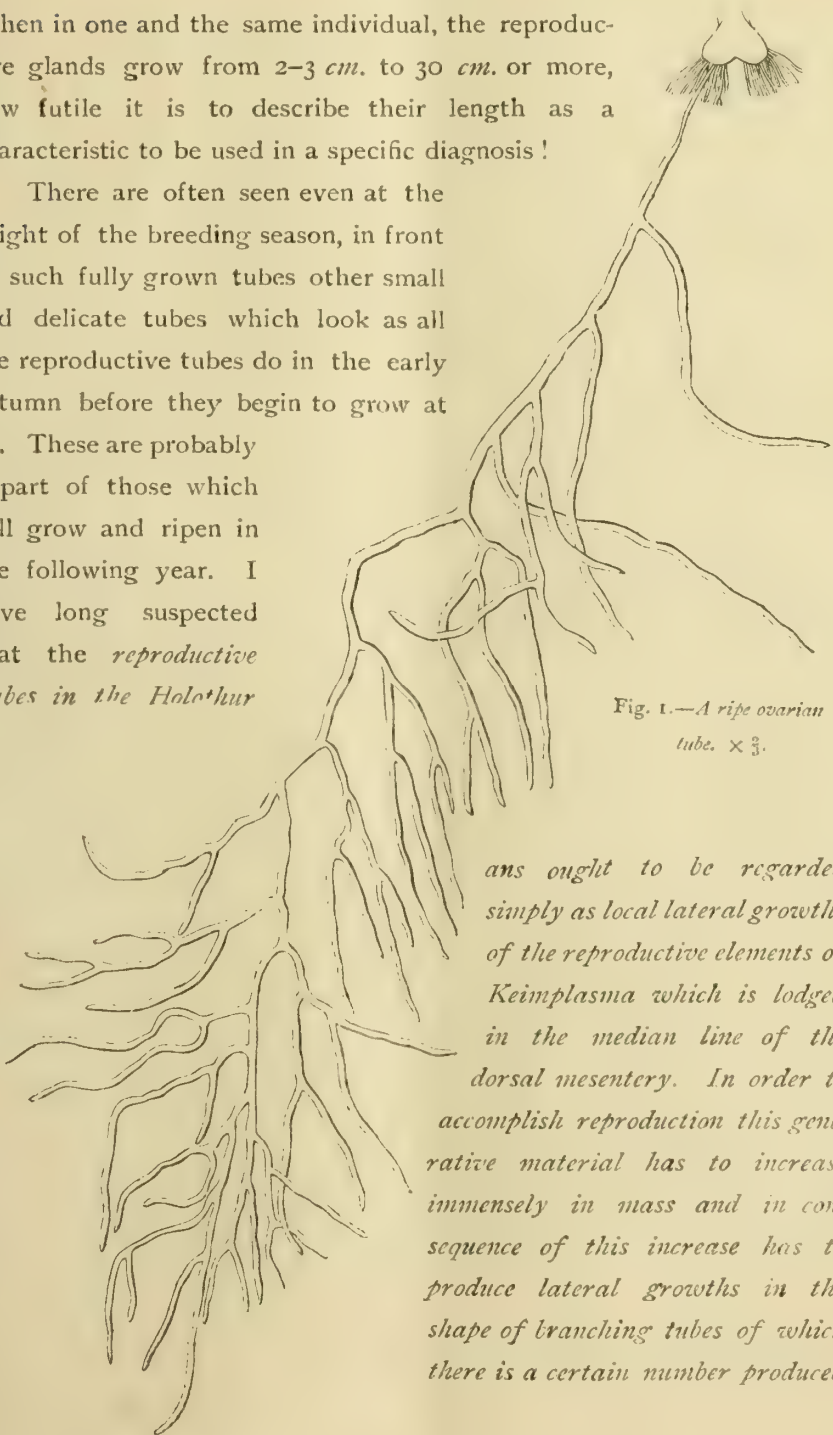 hen in one and the same individual, the reproduc-
e glands grow from 2–3 cm. to 30 cm. or more,
w futile it is to describe their length as a
aracteristic to be used in a specific diagnosis !
There are often seen even at the
ight of the breeding season, in front
such fully grown tubes other small
d delicate tubes which look as all
e reproductive tubes do in the early
tumn before they begin to grow at
. These are probably
part of those which
ll grow and ripen in
e following year. I
ve long suspected
at the reproductive
bes in the Holothur
Fig. 1.—A ripe ovarian
tube. × ⅔.
ans ought to be regarde
simply as local lateral growth
of the reproductive elements o
Keimplasma which is lodge
in the median line of th
dorsal mesentery. In order t
accomplish reproduction this gen
rative material has to increas
immensely in mass and in con
sequence of this increase has t
produce lateral growths in th
shape of branching tubes of whic
there is a certain number produce